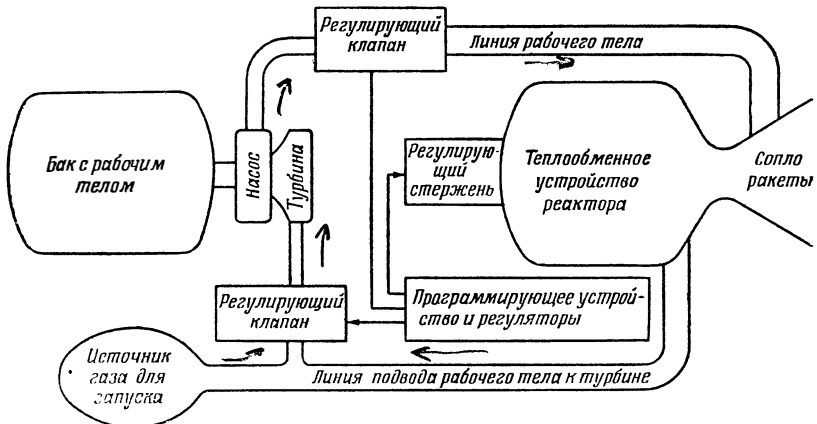 Регулирующий
клапан
Линия рабочего тела
Бак с рабочим
телом
Насос
Турбина
Регулирую-
щий
стержень
Теплообменное
устройство
реактора
Сопло
ракеты
Регулирующий
клапан
Программирующее устрой-
ство и регуляторы
Источник
газа для
запуска
Линия подвода рабочего тела к турбине